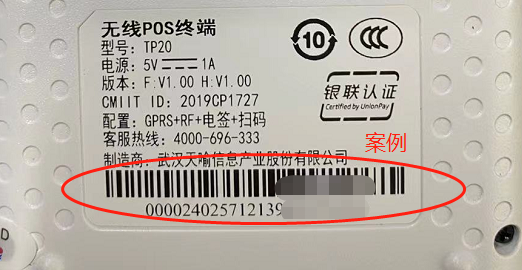 无线POS终端
型号: TP20
电源: 5V 1A
版本: F:V1.00 H:V1.00
CMIIT ID: 2019CP1727
配置: GPRS+RF+电签+扫码
客服热线: 4000-696-333
制造商: 武汉天喻信息产业股份有限公司
00002402571213
10
CCC
银联认证
Certified by UnionPay
案例
D